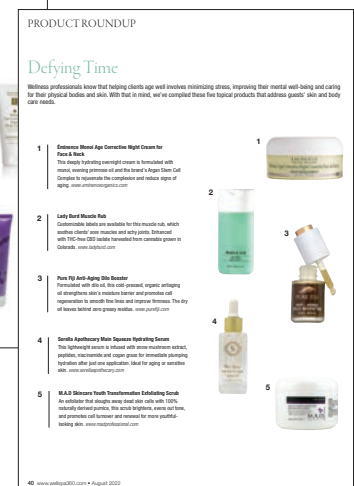 PRODUCT ROUNDUP
Defying Time
Wellness professionals know that helping clients age well involves minimizing stress, improving their mental well-being and caring
for their physical bodies and skin. With that in mind, we've compiled these five topical products that address guests' skin and body
care needs.
1
Éminence Monoi Age Corrective Night Cream for
Face & Neck
This deeply hydrating overnight cream is formulated with
monoi, evening primrose oil and the brand's Argan Stem Cell
Complex to rejuvenate the complexion and reduce signs of
aging. www.eminenceorganics.com
2
Lady Burd Muscle Rub
Customizable labels are available for this muscle rub, which
soothes clients' sore muscles and achy joints. Enhanced
with THC-free CBD isolate harvested from cannabis grown in
Colorado. www.ladyburd.com
3
Pure Fiji Anti-Aging Dilo Booster
Formulated with dilo oil, this cold-pressed, organic antiaging
oil strengthens skin's moisture barrier and promotes cell
regeneration to smooth fine lines and improve firmness. The dry
oil leaves behind zero greasy residue. www.purefiji.com
4
Sorella Apothecary Main Squeeze Hydrating Serum
This lightweight serum is infused with snow mushroom extract,
peptides, niacinamide and cogon grass for immediate plumping
hydration after just one application. Ideal for aging or sensitive
skin. www.sorellaapothecary.com
5
M.A.D Skincare Youth Transformation Exfoliating Scrub
An exfoliator that sloughs away dead skin cells with 100%
naturally derived pumice, this scrub brightens, evens out tone,
and promotes cell turnover and renewal for more youthful-
looking skin. www.madprofessional.com
1
2
3
4
5
PURE FIJI
M.A.D
40 www.wellspa360.com • August 2022